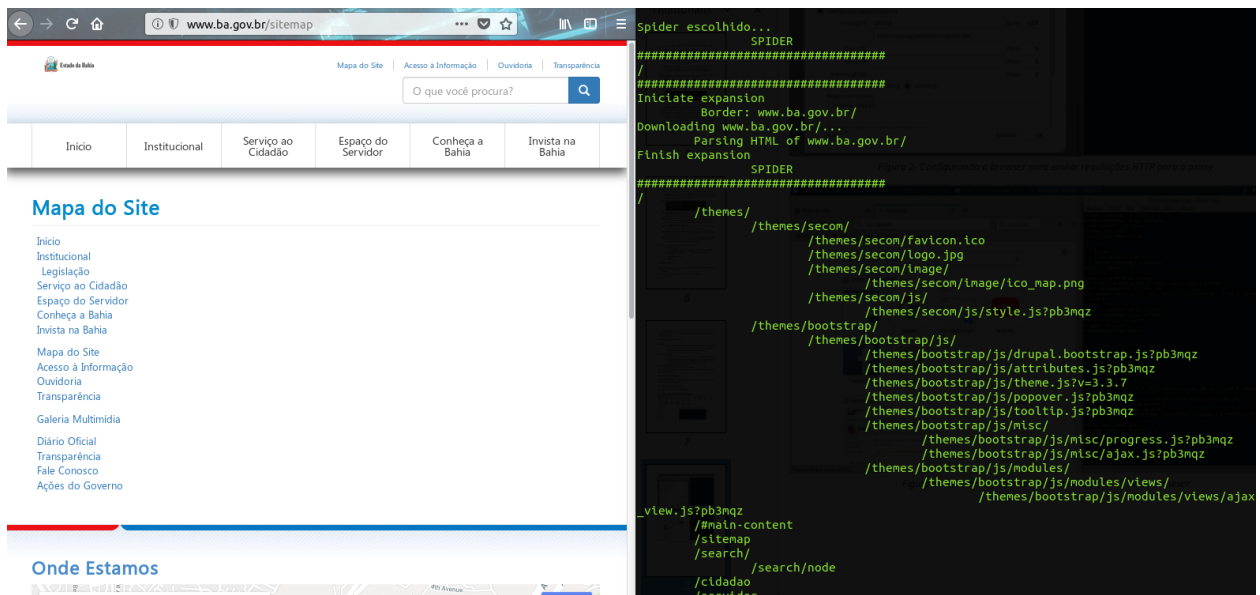 www.ba.gov.br/sitemap
Estado da Bahia
Mapa do Site
Acesso à Informação
Ouvidoria
Transparência
O que você procura?
Início
Institucional
Serviço ao
Cidadão
Espaço do
Servidor
Conheça a
Bahia
Invista na
Bahia
Mapa do Site
Início
Institucional
Legislação
Serviço ao Cidadão
Espaço do Servidor
Conheça a Bahia
Invista na Bahia
Mapa do Site
Acesso à Informação
Ouvidoria
Transparência
Galeria Multimídia
Diário Oficial
Transparência
Fale Conosco
Ações do Governo
Onde Estamos
4th Avenue
Spider escolhido...
SPIDER
###################################
/
###################################
Iniciate expansion
Border: www.ba.gov.br/
Downloading www.ba.gov.br/...
Parsing HTML of www.ba.gov.br/
Finish expansion
SPIDER
###################################
/
/themes/
/themes/secom/
/themes/secom/favicon.ico
/themes/secom/logo.jpg
/themes/secom/image/
/themes/secom/image/ico_map.png
/themes/secom/js/
/themes/secom/js/style.js?pb3mqz
/themes/bootstrap/
/themes/bootstrap/js/
/themes/bootstrap/js/drupal.bootstrap.js?pb3mqz
/themes/bootstrap/js/attributes.js?pb3mqz
/themes/bootstrap/js/theme.js?v=3.3.7
/themes/bootstrap/js/popover.js?pb3mqz
/themes/bootstrap/js/tooltip.js?pb3mqz
/themes/bootstrap/js/misc/
/themes/bootstrap/js/misc/progress.js?pb3mqz
/themes/bootstrap/js/misc/ajax.js?pb3mqz
/themes/bootstrap/js/modules/
/themes/bootstrap/js/modules/views/
/themes/bootstrap/js/modules/views/ajax
_view.js?pb3mqz
/#main-content
/sitemap
/search/
/search/node
/cidadao
/servidor